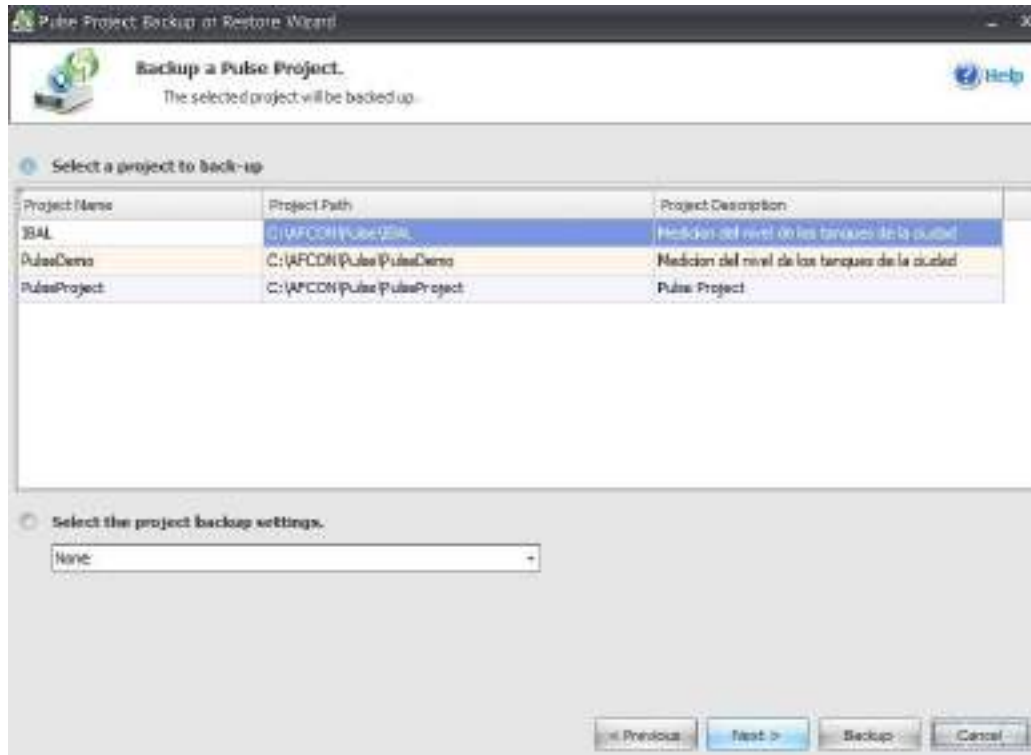 Pulse Project Backup or Restore Wizard
Backup a Pulse Project.
The selected project will be backed up.
Help
Select a project to back-up
Project Name Project Path Project Description
IBAL C:\AFCON\Pulse\IBAL Medicion del nivel de los tanques de la ciudad
PulseDemo C:\AFCON\Pulse\PulseDemo Medicion del nivel de los tanques de la ciudad
PulseProject C:\AFCON\Pulse\PulseProject Pulse Project
Select the project backup settings.
None
< Previous Next > Backup Cancel